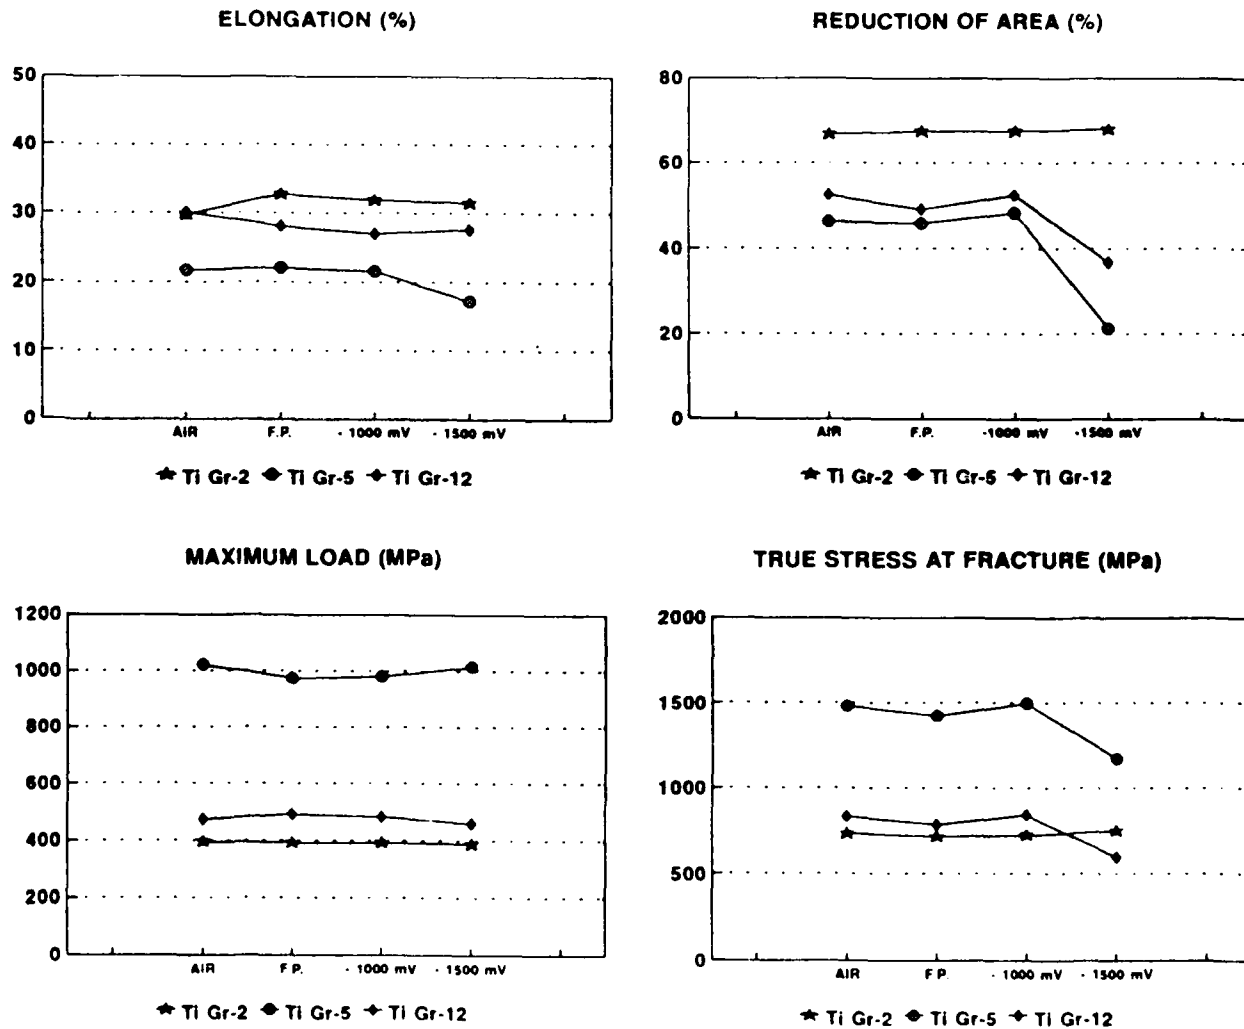 ELONGATION (%)
50
40
30
20
10
0
AIR F.P. - 1000 mV - 1500 mV
Ti Gr-2 Ti Gr-5 Ti Gr-12
REDUCTION OF AREA (%)
80
60
40
20
0
AIR F.P. -1000 mV -1500 mV
Ti Gr-2 Ti Gr-5 Ti Gr-12
MAXIMUM LOAD (MPa)
1200
1000
800
600
400
200
0
AIR F.P. - 1000 mV - 1500 mV
Ti Gr-2 Ti Gr-5 Ti Gr-12
TRUE STRESS AT FRACTURE (MPa)
2000
1500
1000
500
0
AIR F.P. - 1000 mV - 1500 mV
Ti Gr-2 Ti Gr-5 Ti Gr-12